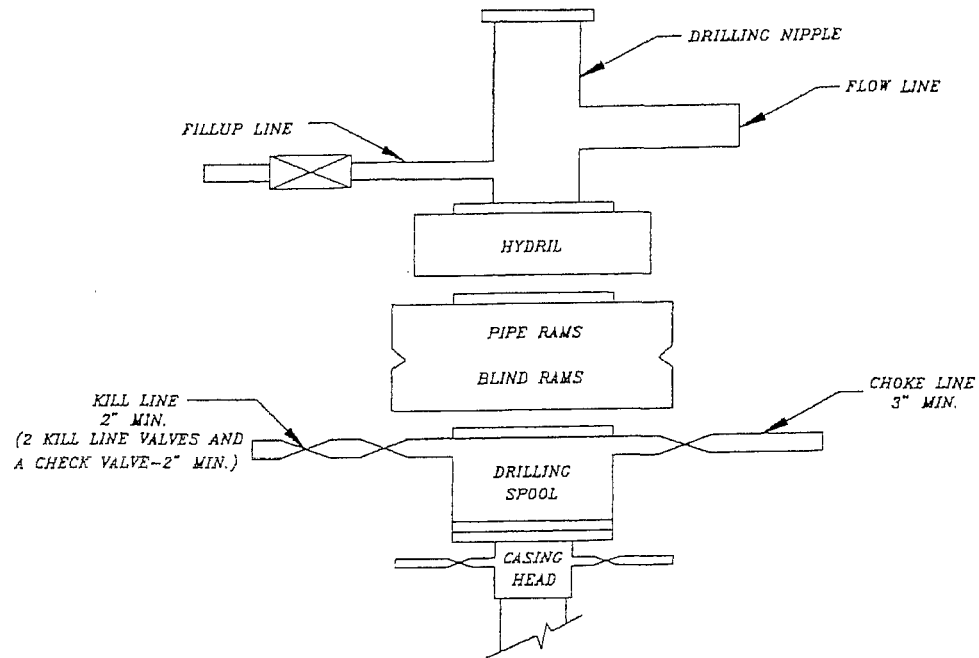 DRILLING NIPPLE
FLOW LINE
FILLUP LINE
HYDRIL
PIPE RAMS
BLIND RAMS
CHOKE LINE
3" MIN.
KILL LINE
2" MIN.
(2 KILL LINE VALVES AND
A CHECK VALVE-2" MIN.)
DRILLING
SPOOL
CASING
HEAD